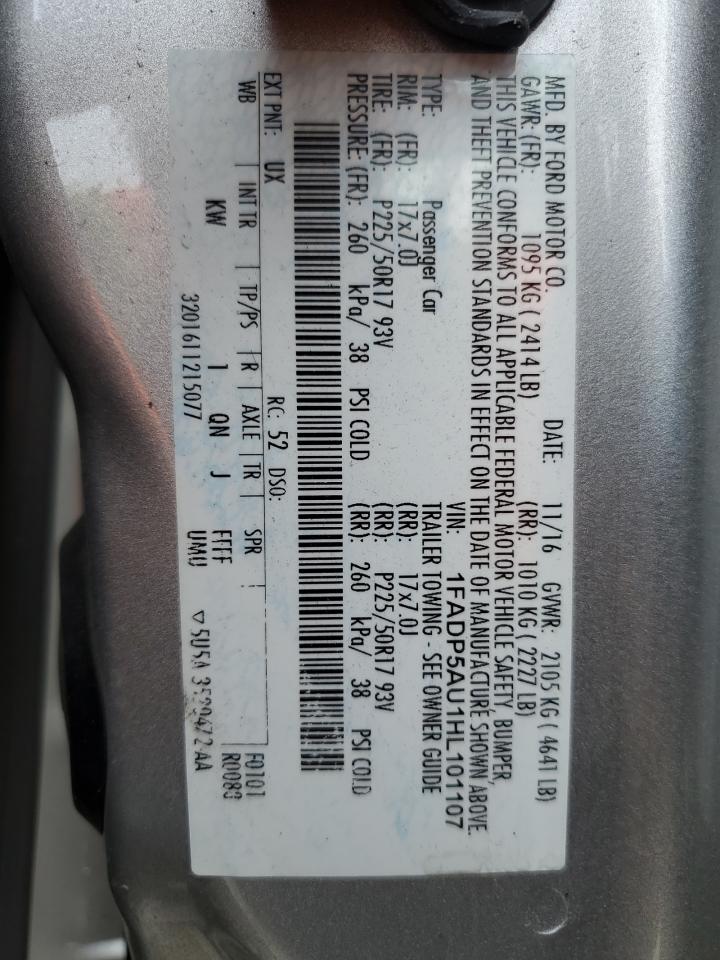 MFD. BY FORD MOTOR CO. DATE: 11/16 GVWR: 2105 KG ( 4641 LB)
GAWR: (FR): 1095 KG ( 2414 LB) (RR): 1010 KG ( 2227 LB)
THIS VEHICLE CONFORMS TO ALL APPLICABLE FEDERAL MOTOR VEHICLE SAFETY, BUMPER,
AND THEFT PREVENTION STANDARDS IN EFFECT ON THE DATE OF MANUFACTURE SHOWN ABOVE.
VIN: 1FADP5AU1HL101107
TYPE: Passenger Car TRAILER TOWING - SEE OWNER GUIDE
RIM: (FR): 17x7.0J (RR): 17x7.0J
TIRE: (FR): P225/50R17 93V (RR): P225/50R17 93V
PRESSURE: (FR): 260 kPa/ 38 PSI COLD (RR): 260 kPa/ 38 PSI COLD
EXT PNT: UX RC: 52 DSO: F0101
WB INT TR TP/PS R AXLE TR SPR R0083
KW 1 QN J FFFF
3201611215077 UMU